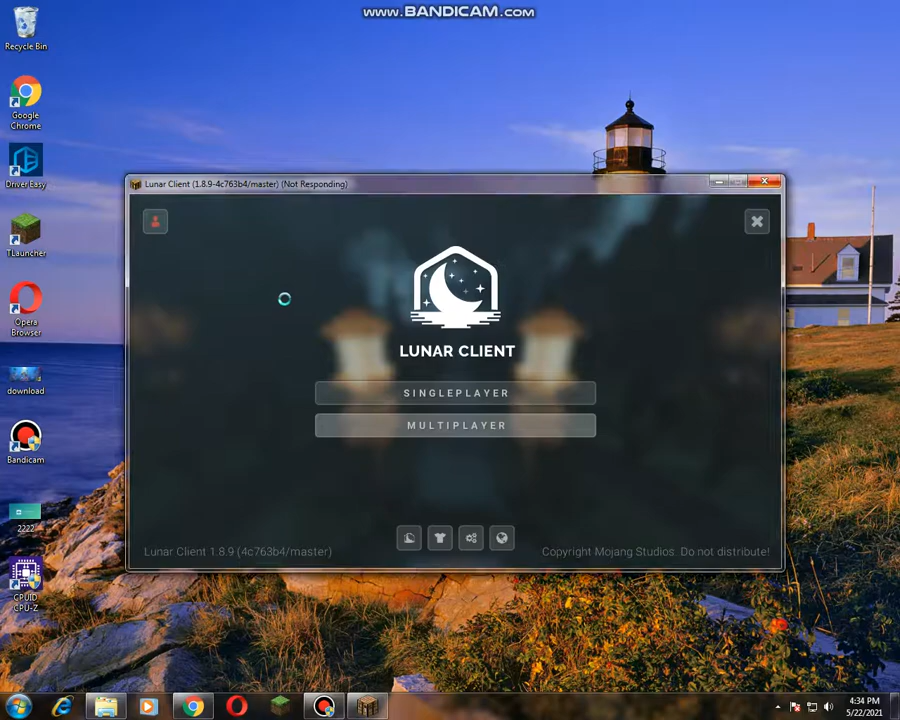 www.BANDICAM.com
Recycle Bin
Google
Chrome
Driver Easy
TLauncher
Opera
Browser
download
Bandicam
2222
CPUID
CPU-Z
Lunar Client (1.8.9-4c763b4/master) (Not Responding)
LUNAR CLIENT
SINGLEPLAYER
MULTIPLAYER
Lunar Client 1.8.9 (4c763b4/master)
Copyright Mojang Studios. Do not distribute!
4:34 PM
5/22/2021